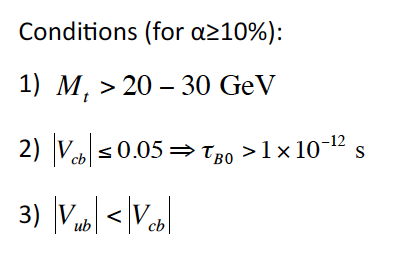 Conditions (for α≥10%):
1) M_t > 20 – 30 GeV
2) |V_cb| ≤ 0.05 ⇒ τ_B0 > 1 × 10^−12 s
3) |V_ub| < |V_cb|